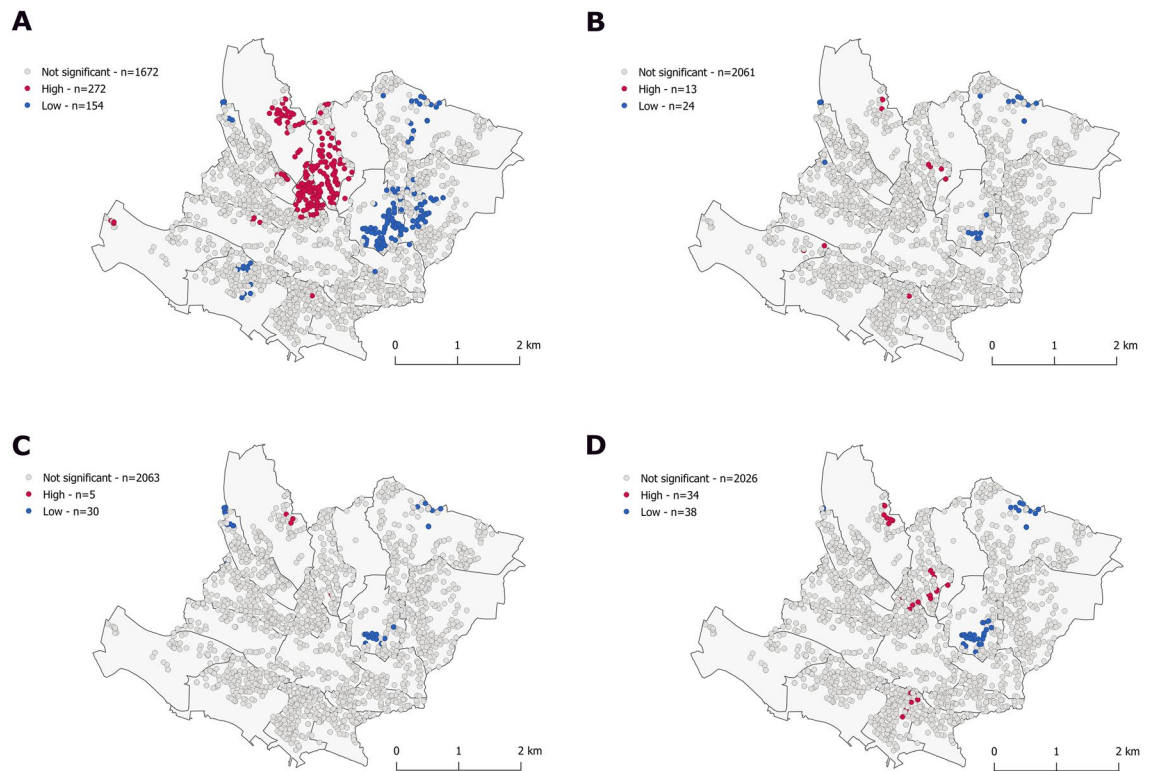 A
Not significant - n=1672
High - n=272
Low - n=154
0 1 2 km
B
Not significant - n=2061
High - n=13
Low - n=24
0 1 2 km
C
Not significant - n=2063
High - n=5
Low - n=30
0 1 2 km
D
Not significant - n=2026
High - n=34
Low - n=38
0 1 2 km